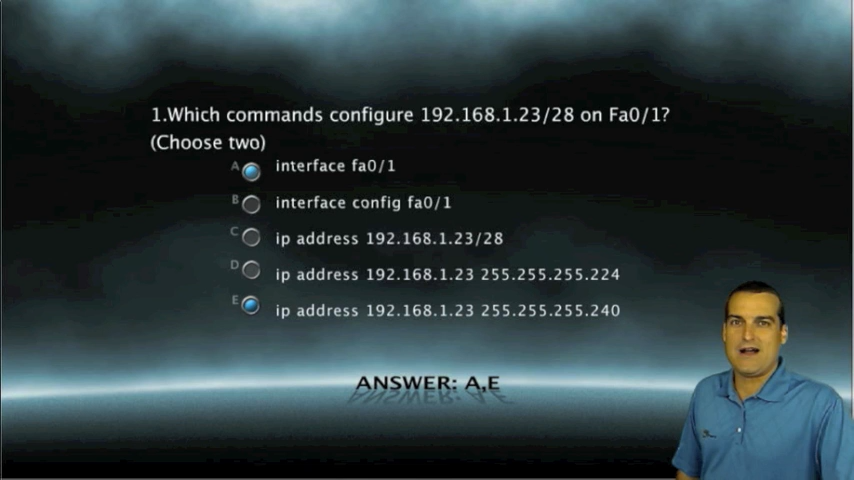 1.Which commands configure 192.168.1.23/28 on Fa0/1?
(Choose two)
A interface fa0/1
B interface config fa0/1
C ip address 192.168.1.23/28
D ip address 192.168.1.23 255.255.255.224
E ip address 192.168.1.23 255.255.255.240
ANSWER: A,E